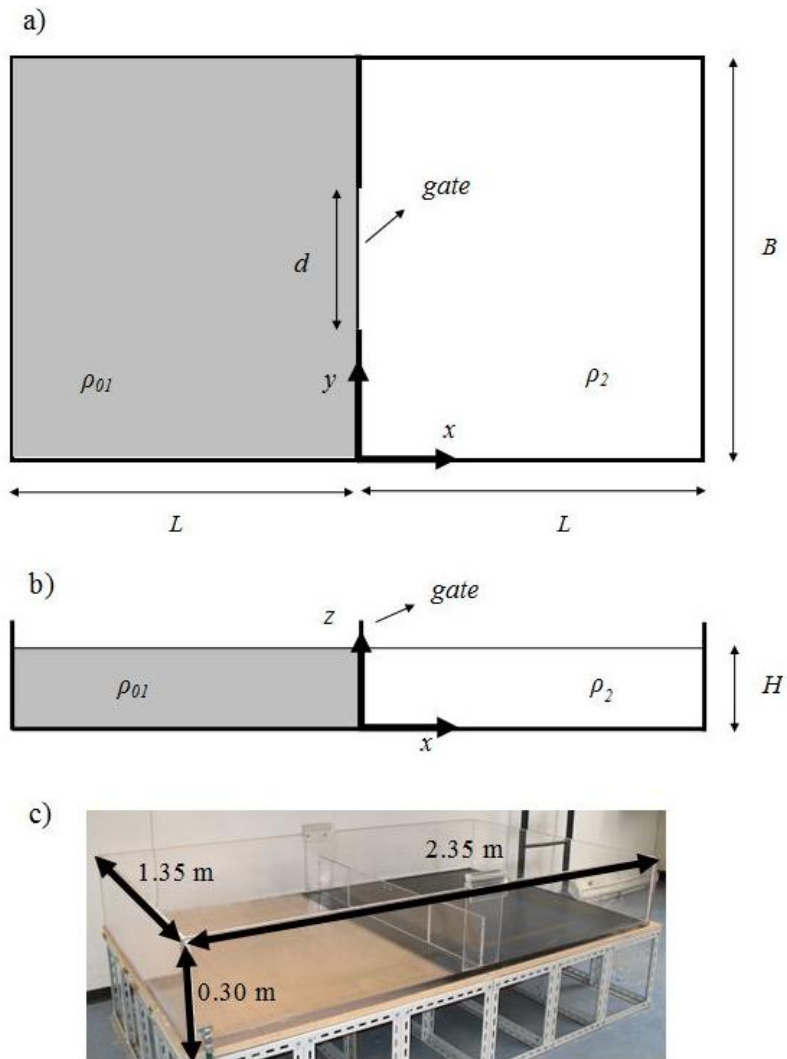 a)
gate
d
B
ρ01
y
ρ2
x
L
L
b)
gate
z
ρ01
ρ2
H
x
c)
1.35 m
2.35 m
0.30 m